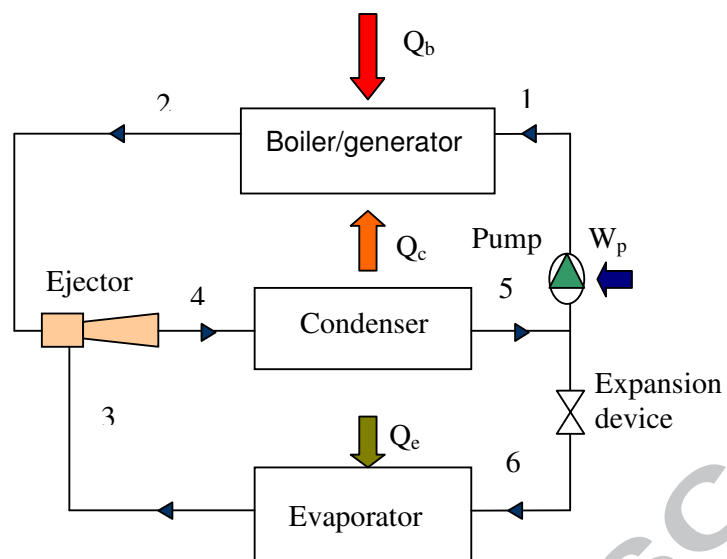 Q_b
2
1
Boiler/generator
Q_c
Pump
W_p
Ejector
4
5
Condenser
3
Expansion
device
Q_e
6
Evaporator